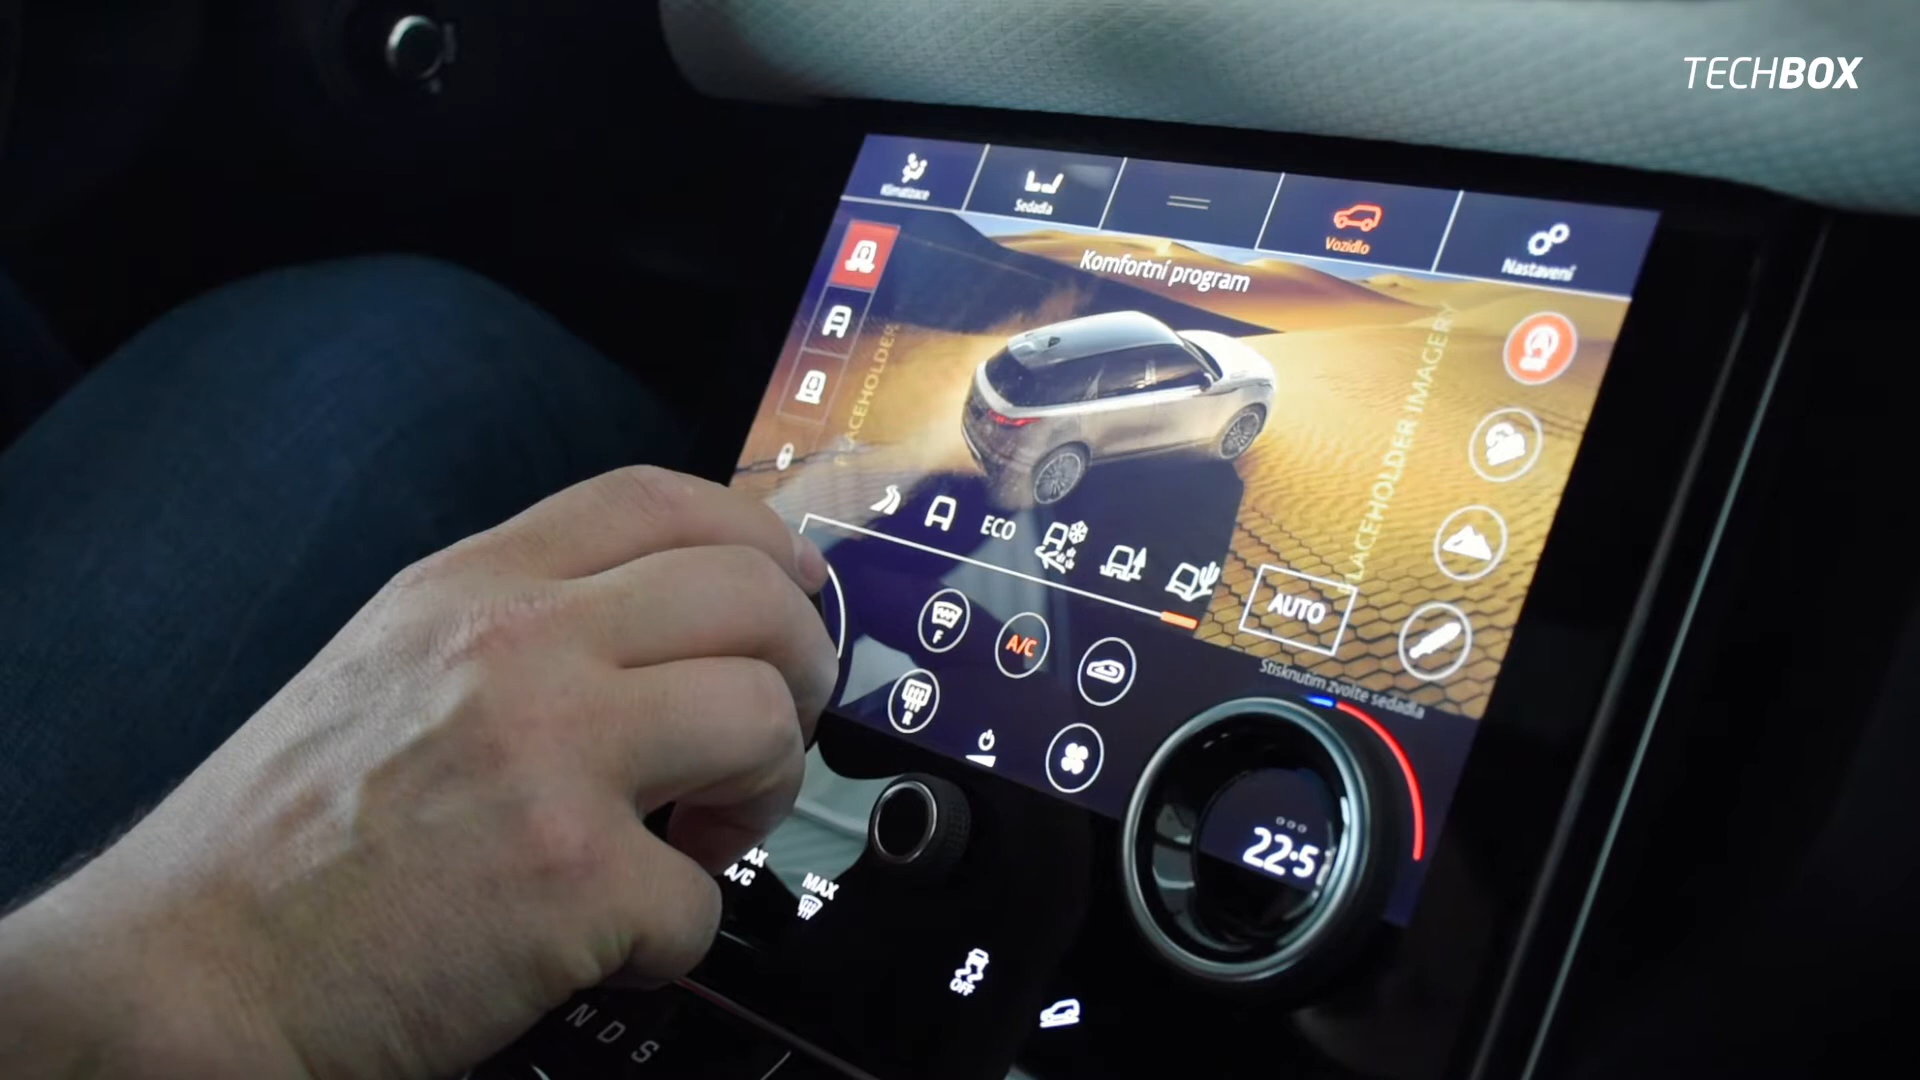 TECHBOX
Klimatizace
Sedadla
Vozidlo
Nastavení
Komfortní program
PLACEHOLDER
PLACEHOLDER IMAGERY
ECO
AUTO
F
A/C
R
Stisknutím zvolte sedadla
22·5
A/C
MAX
OFF
N D S